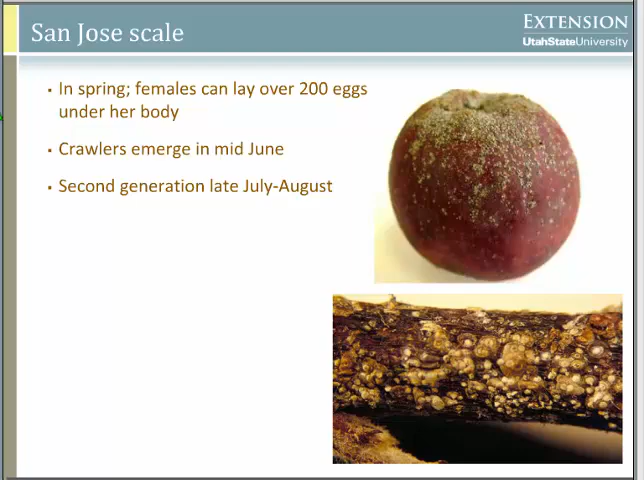 San Jose scale
EXTENSION
UtahStateUniversity
• In spring; females can lay over 200 eggs
under her body
• Crawlers emerge in mid June
• Second generation late July-August